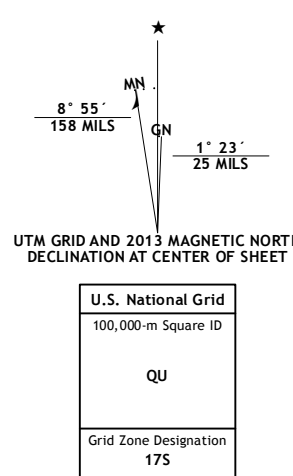 ★
MN
8° 55´
158 MILS
GN
1° 23´
25 MILS
UTM GRID AND 2013 MAGNETIC NORTH
DECLINATION AT CENTER OF SHEET
U.S. National Grid
100,000-m Square ID
QU
Grid Zone Designation
17S